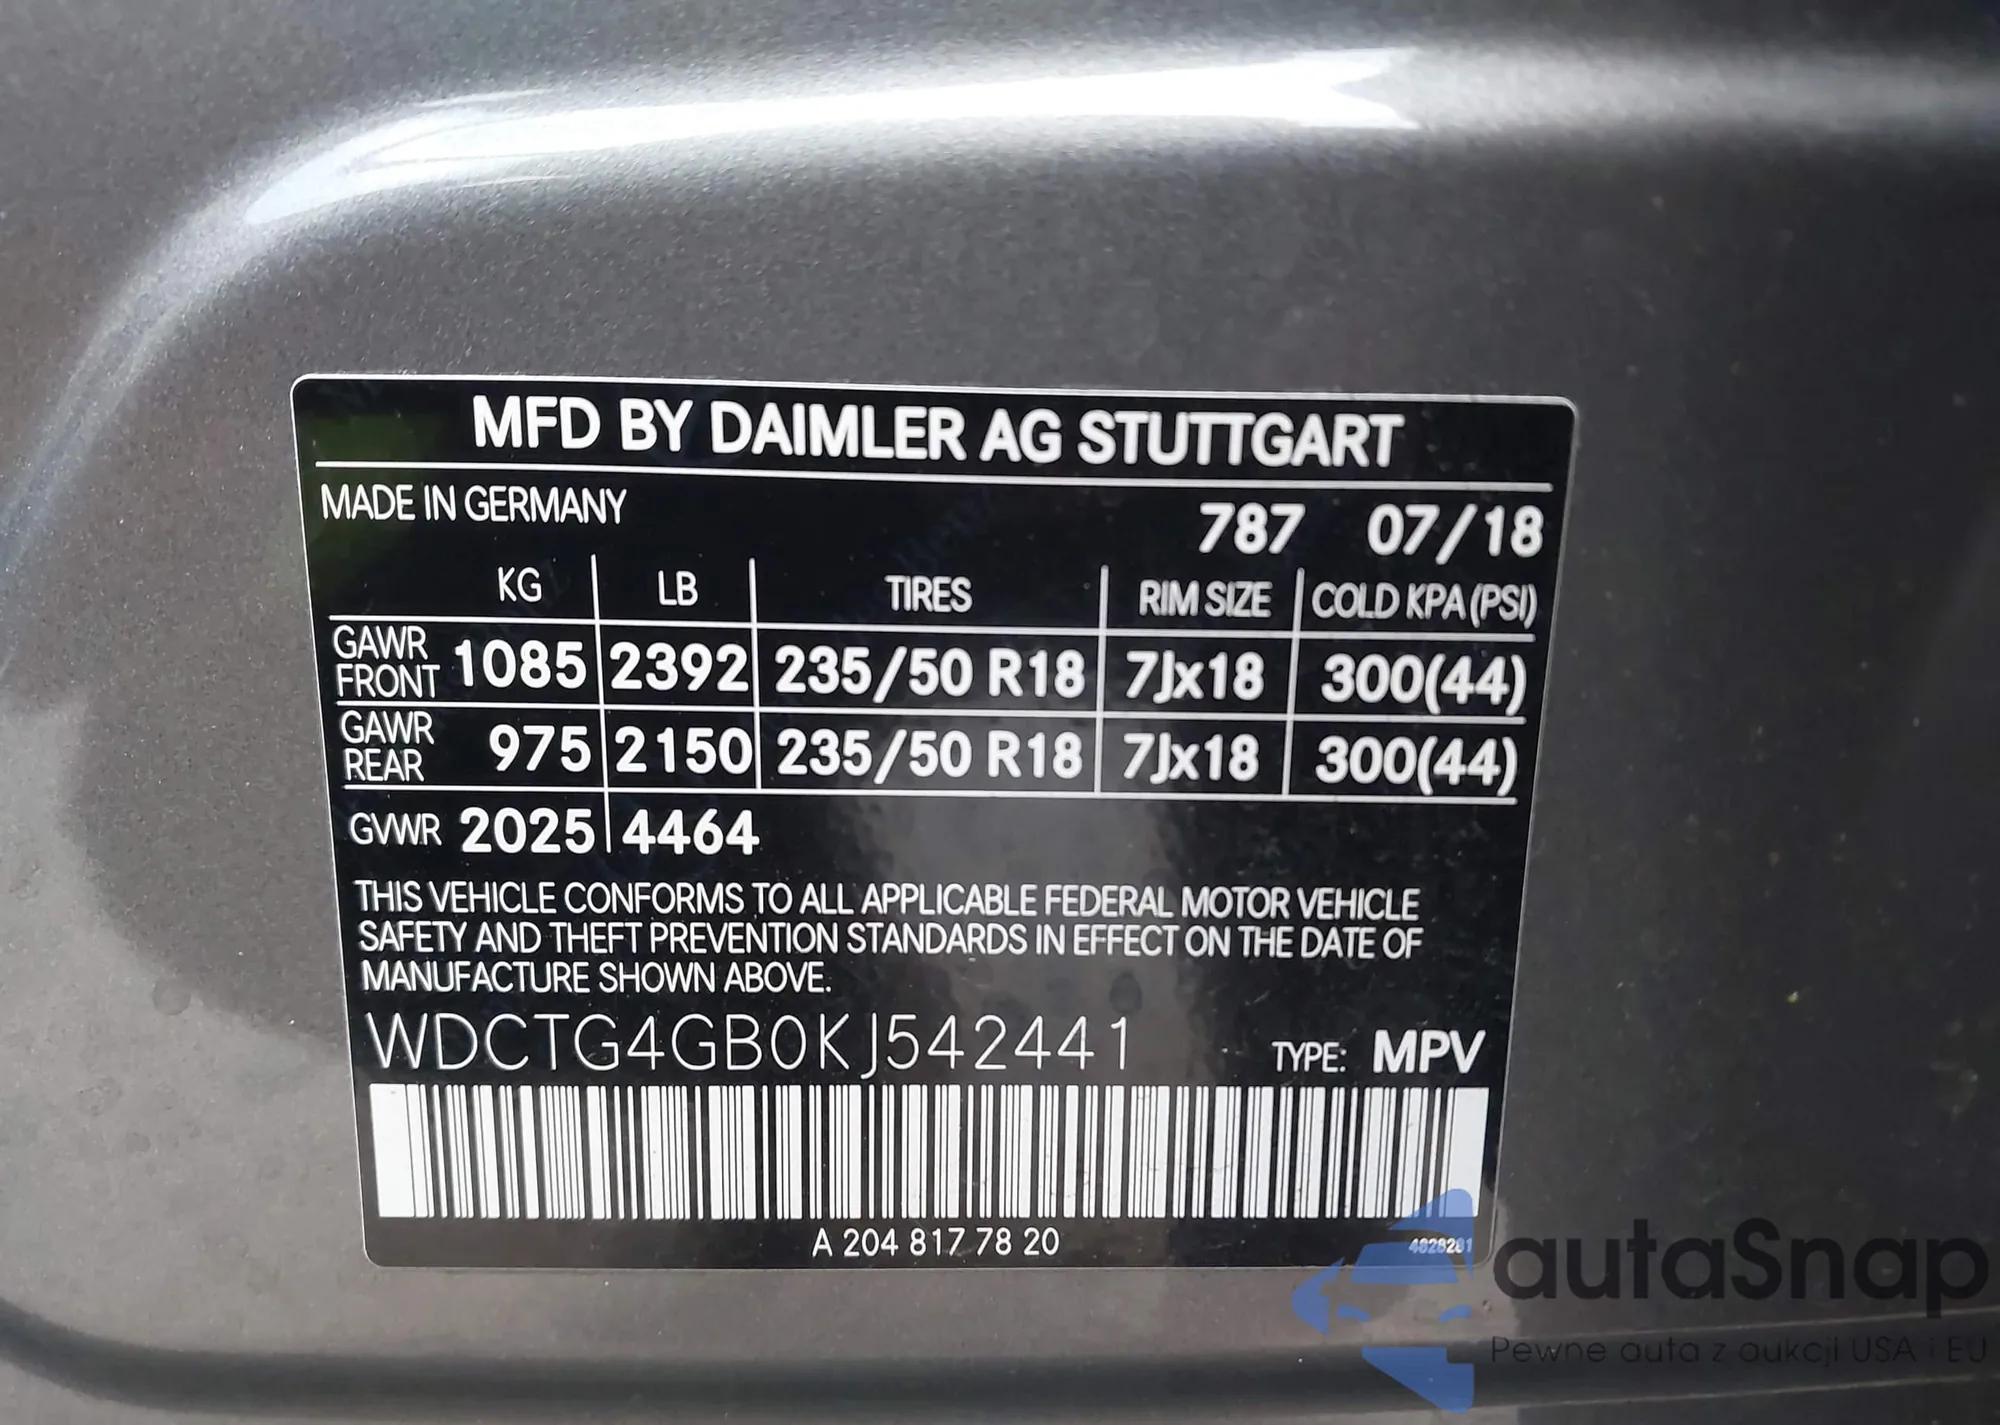 MFD BY DAIMLER AG STUTTGART
MADE IN GERMANY 787 07/18
KG LB TIRES RIM SIZE COLD KPA (PSI)
GAWR FRONT 1085 2392 235/50 R18 7Jx18 300(44)
GAWR REAR 975 2150 235/50 R18 7Jx18 300(44)
GVWR 2025 4464
THIS VEHICLE CONFORMS TO ALL APPLICABLE FEDERAL MOTOR VEHICLE
SAFETY AND THEFT PREVENTION STANDARDS IN EFFECT ON THE DATE OF
MANUFACTURE SHOWN ABOVE.
WDCTG4GB0KJ542441 TYPE: MPV
A 204 817 78 20
autaSnap
Pewne auta z aukcji USA i EU